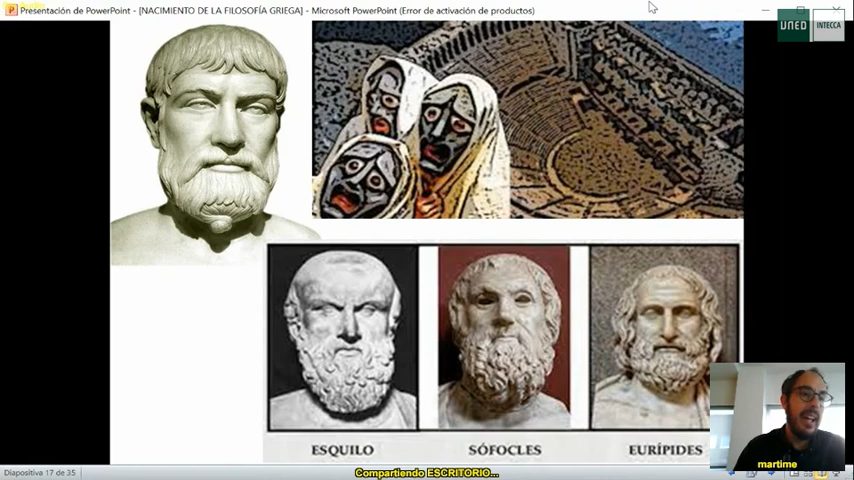 Presentación de PowerPoint - [NACIMIENTO DE LA FILOSOFÍA GRIEGA] - Microsoft PowerPoint (Error de activación de productos)
UNED
INTECCA
ESQUILO
SÓFOCLES
EURÍPIDES
martime
Diapositiva 17 de 35
Compartiendo ESCRITORIO...